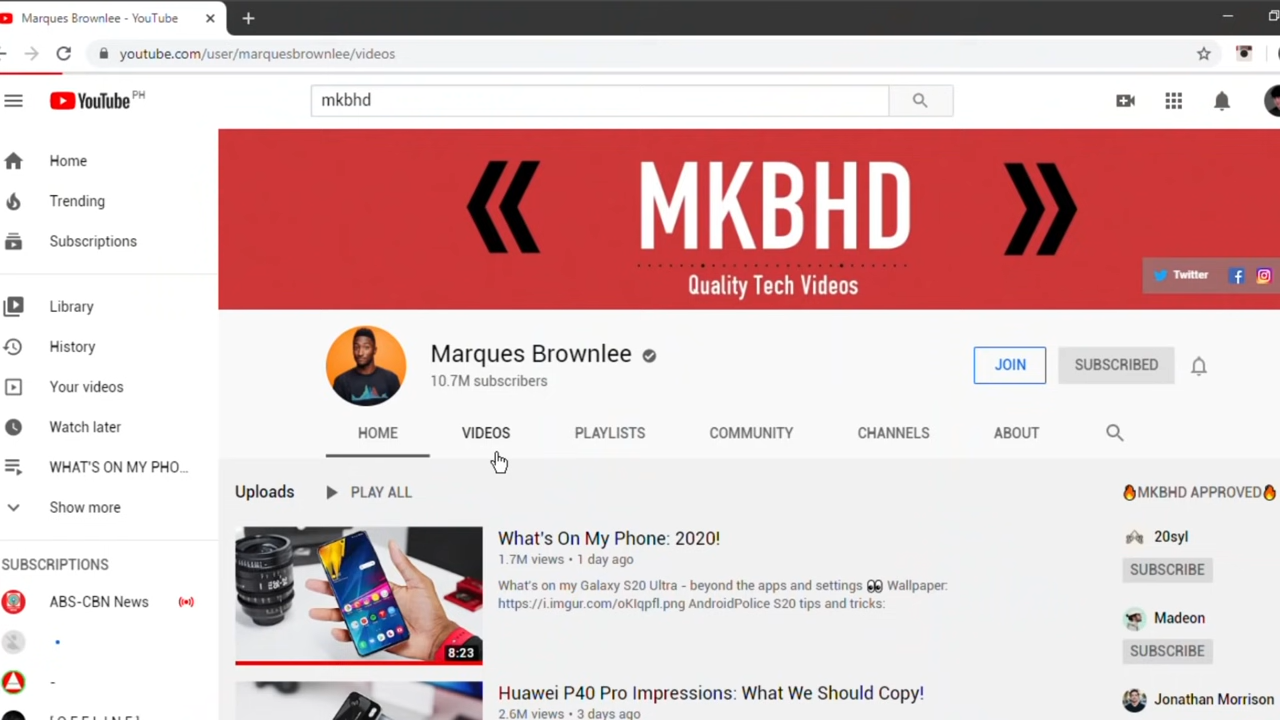 Marques Brownlee - YouTube
youtube.com/user/marquesbrownlee/videos
YouTube PH
mkbhd
Home
Trending
Subscriptions
Library
History
Your videos
Watch later
WHAT'S ON MY PHO...
Show more
SUBSCRIPTIONS
ABS-CBN News
MKBHD
Quality Tech Videos
Twitter
Marques Brownlee
10.7M subscribers
JOIN
SUBSCRIBED
HOME
VIDEOS
PLAYLISTS
COMMUNITY
CHANNELS
ABOUT
Uploads
PLAY ALL
8:23
What's On My Phone: 2020!
1.7M views • 1 day ago
What's on my Galaxy S20 Ultra - beyond the apps and settings 👀 Wallpaper:
https://i.imgur.com/oKIqpfl.png AndroidPolice S20 tips and tricks:
Huawei P40 Pro Impressions: What We Should Copy!
2.6M views • 3 days ago
🔥MKBHD APPROVED🔥
20syl
SUBSCRIBE
Madeon
SUBSCRIBE
Jonathan Morrison